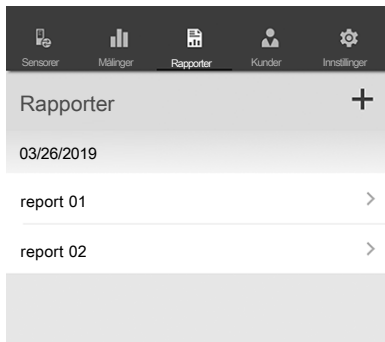 Sensorer Målinger Rapporter Kunder Innstillinger
Rapporter
03/26/2019
report 01
report 02